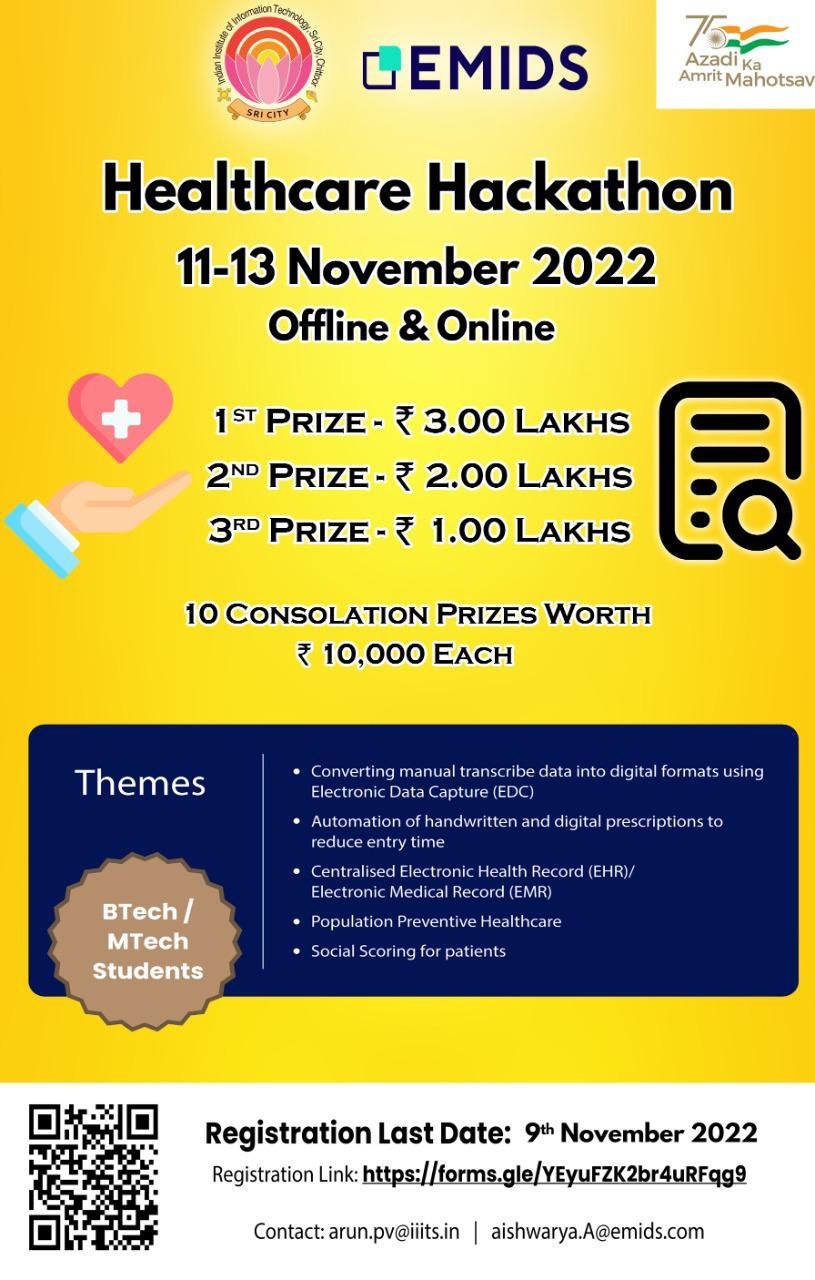 Indian Institute of Information Technology, Sri City, Chittoor
SRI CITY
EMIDS
75
Azadi Ka
Amrit Mahotsav
Healthcare Hackathon
11-13 November 2022
Offline & Online
1ST PRIZE - ₹ 3.00 LAKHS
2ND PRIZE - ₹ 2.00 LAKHS
3RD PRIZE - ₹ 1.00 LAKHS
10 CONSOLATION PRIZES WORTH
₹ 10,000 EACH
Themes
BTech /
MTech
Students
• Converting manual transcribe data into digital formats using
Electronic Data Capture (EDC)
• Automation of handwritten and digital prescriptions to
reduce entry time
• Centralised Electronic Health Record (EHR)/
Electronic Medical Record (EMR)
• Population Preventive Healthcare
• Social Scoring for patients
Registration Last Date: 9th November 2022
Registration Link: https://forms.gle/YEyuFZK2br4uRFqg9
Contact: arun.pv@iiits.in | aishwarya.A@emids.com